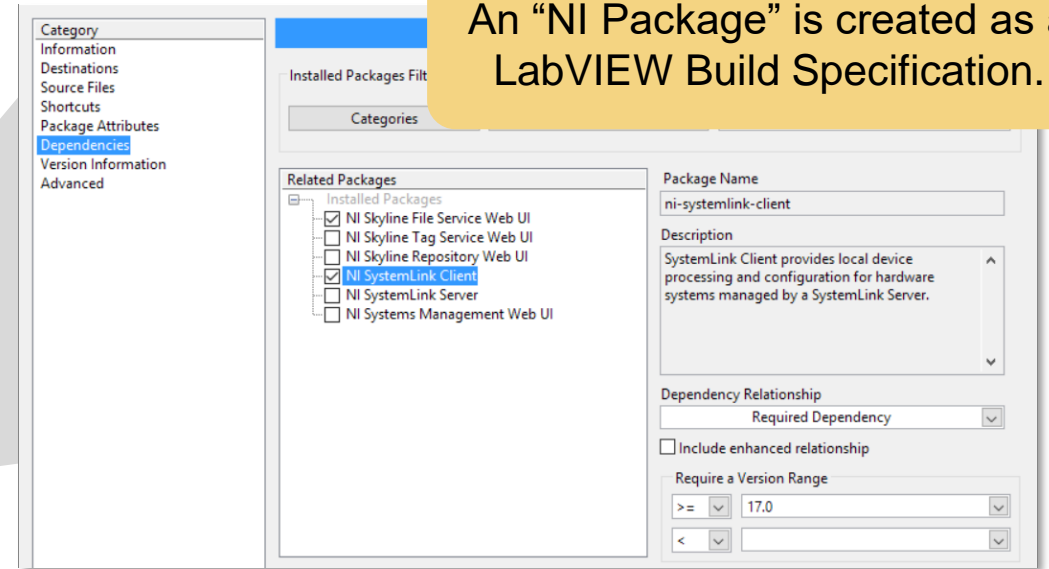 An “NI Package” is created as a
LabVIEW Build Specification.
Category
Information
Destinations
Source Files
Shortcuts
Package Attributes
Dependencies
Version Information
Advanced
Installed Packages Filt
Categories
Related Packages
Installed Packages
NI Skyline File Service Web UI
NI Skyline Tag Service Web UI
NI Skyline Repository Web UI
NI SystemLink Client
NI SystemLink Server
NI Systems Management Web UI
Package Name
ni-systemlink-client
Description
SystemLink Client provides local device
processing and configuration for hardware
systems managed by a SystemLink Server.
Dependency Relationship
Required Dependency
Include enhanced relationship
Require a Version Range
>= 17.0
<